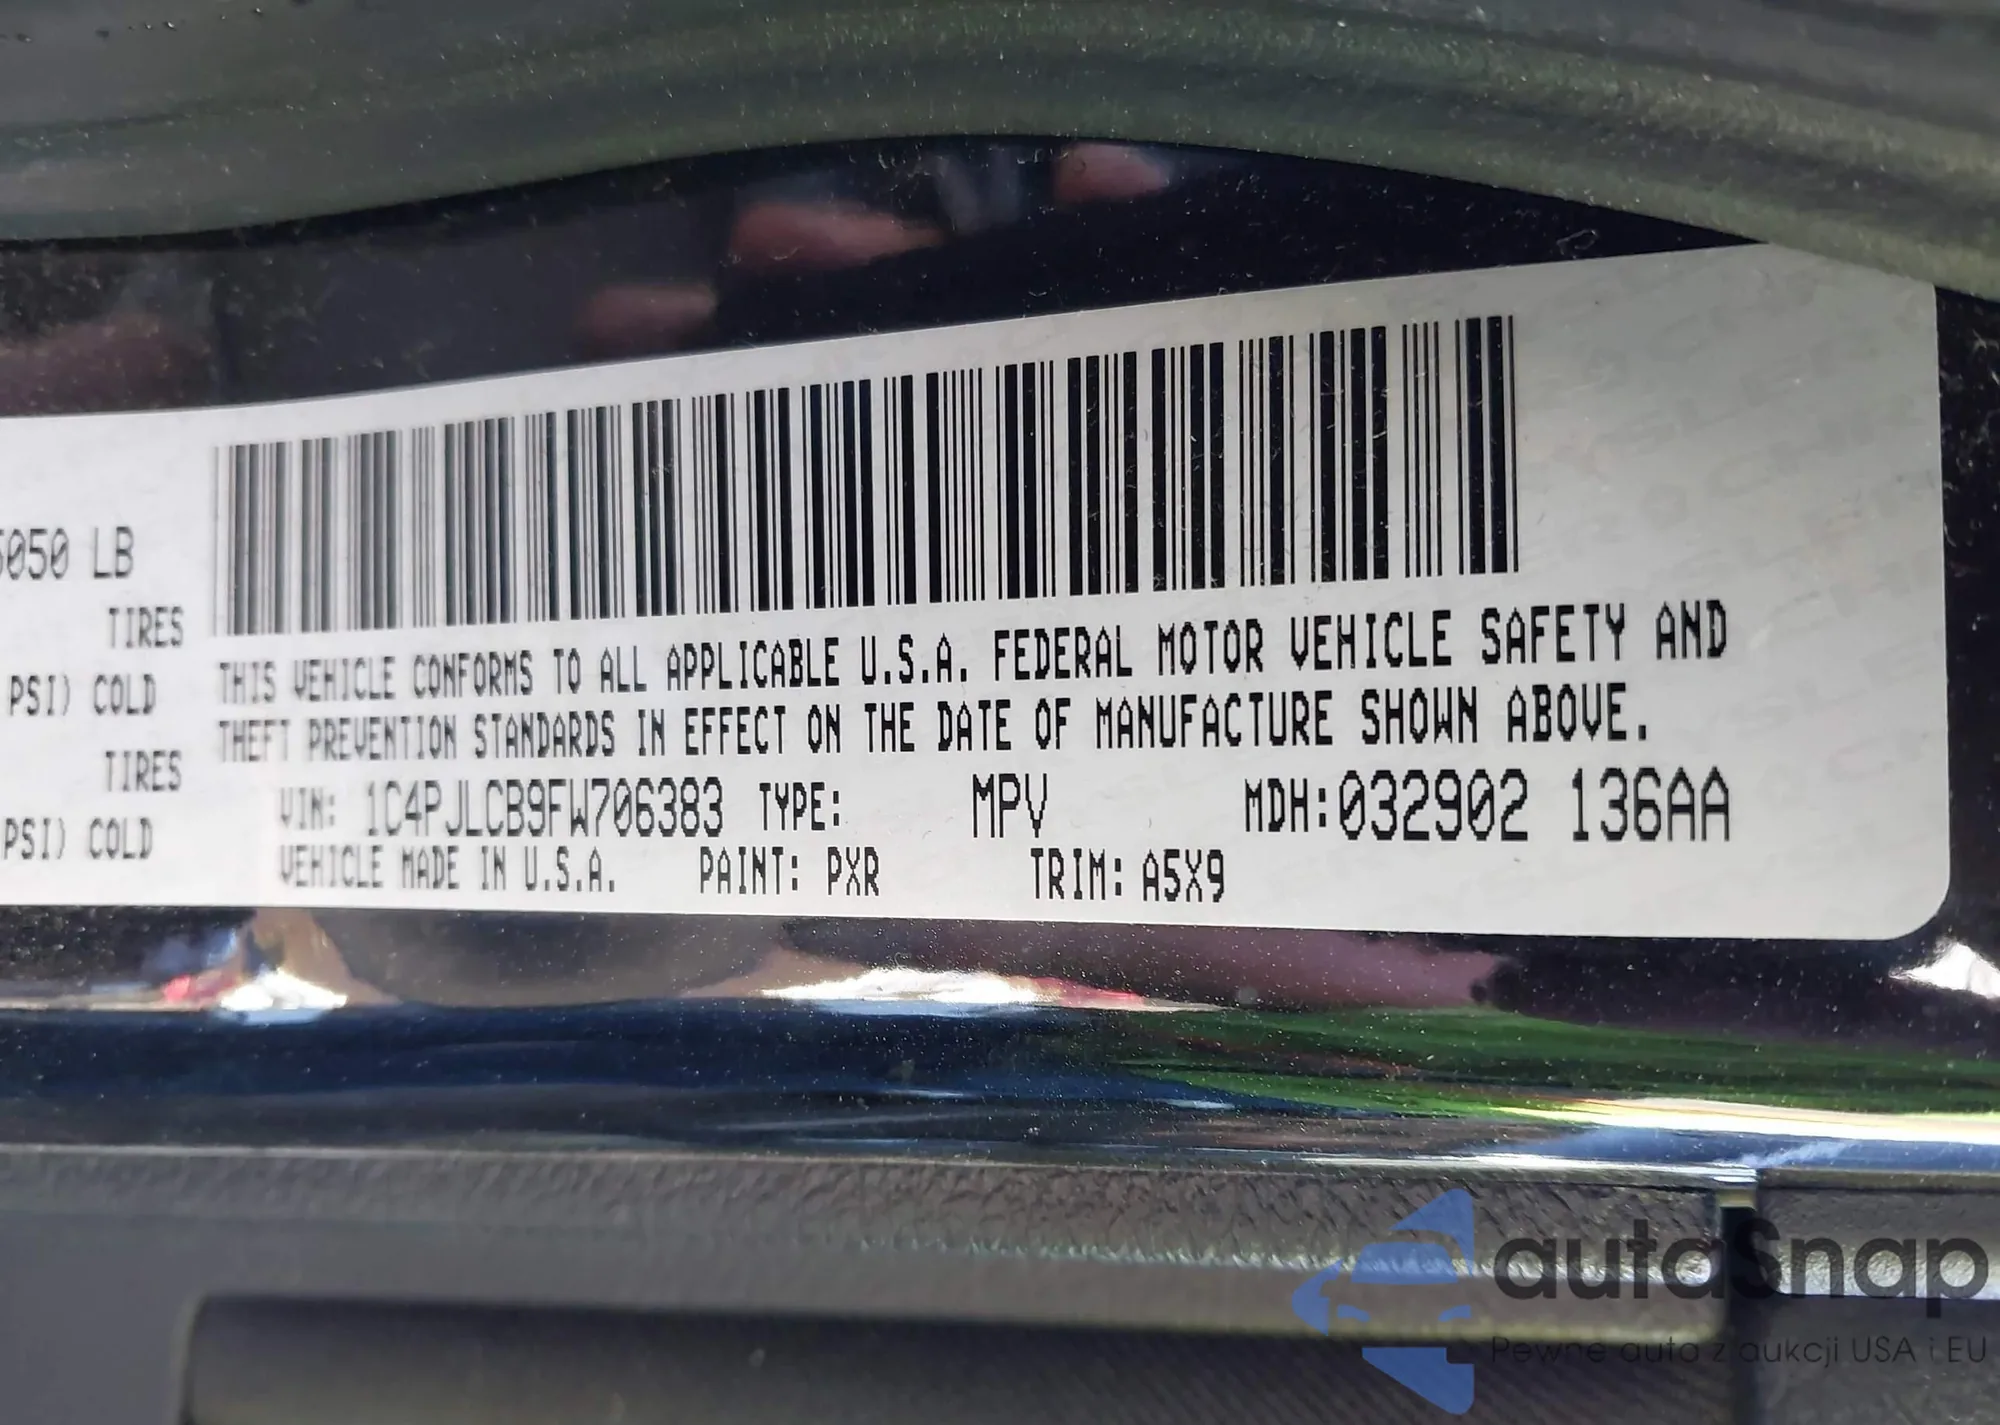 5050 LB
TIRES
PSI) COLD
TIRES
PSI) COLD
THIS VEHICLE CONFORMS TO ALL APPLICABLE U.S.A. FEDERAL MOTOR VEHICLE SAFETY AND
THEFT PREVENTION STANDARDS IN EFFECT ON THE DATE OF MANUFACTURE SHOWN ABOVE.
VIN: 1C4PJLCB9FW706383 TYPE: MPV MDH:032902 136AA
VEHICLE MADE IN U.S.A. PAINT: PXR TRIM: A5X9
autoSnap
Pewne auto z aukcji USA i EU